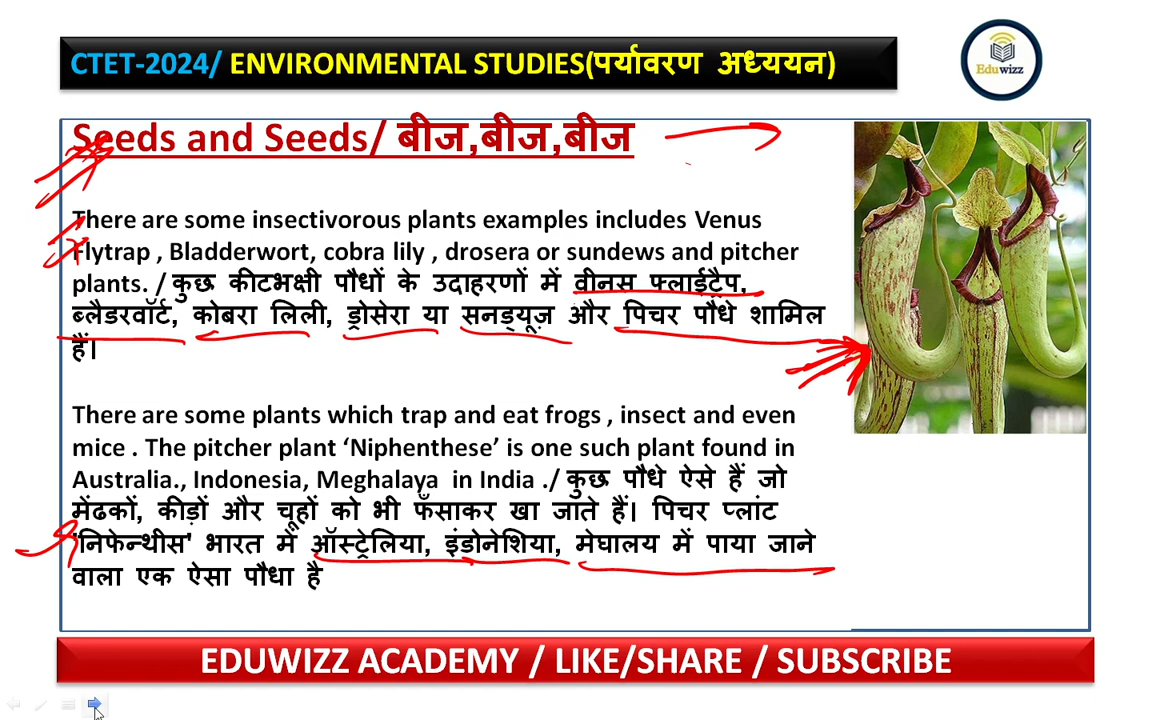 CTET-2024/ ENVIRONMENTAL STUDIES(पर्यावरण अध्ययन)
Eduwizz
Seeds and Seeds/ बीज,बीज,बीज
There are some insectivorous plants examples includes Venus
Flytrap , Bladderwort, cobra lily , drosera or sundews and pitcher
plants. / कुछ कीटभक्षी पौधों के उदाहरणों में वीनस फ्लाईट्रैप,
ब्लैडरवॉर्ट, कोबरा लिली, ड्रोसेरा या सनड्यूज़ और पिचर पौधे शामिल
हैं।
There are some plants which trap and eat frogs , insect and even
mice . The pitcher plant ‘Niphenthese’ is one such plant found in
Australia., Indonesia, Meghalaya in India ./ कुछ पौधे ऐसे हैं जो
मेंढकों, कीड़ों और चूहों को भी फँसाकर खा जाते हैं। पिचर प्लांट
'निफेन्थीस' भारत में ऑस्ट्रेलिया, इंडोनेशिया, मेघालय में पाया जाने
वाला एक ऐसा पौधा है
EDUWIZZ ACADEMY / LIKE/SHARE / SUBSCRIBE